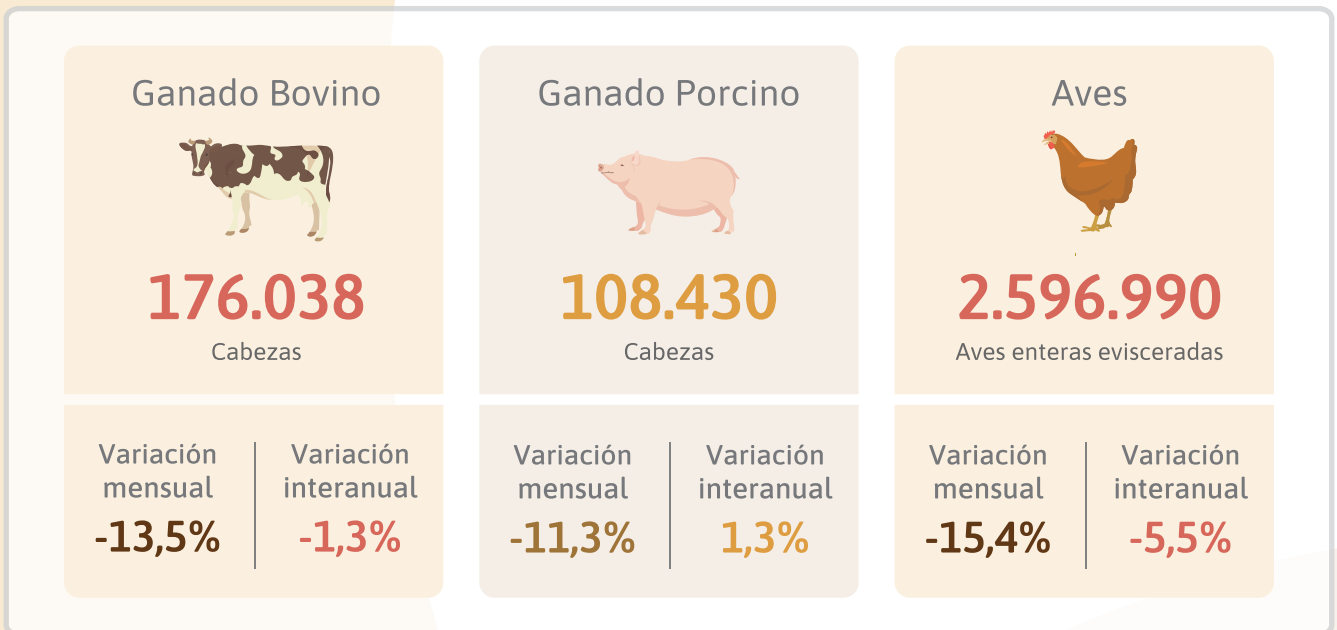 Ganado Bovino
176.038
Cabezas
Variación
mensual
-13,5%
Variación
interanual
-1,3%
Ganado Porcino
108.430
Cabezas
Variación
mensual
-11,3%
Variación
interanual
1,3%
Aves
2.596.990
Aves enteras evisceradas
Variación
mensual
-15,4%
Variación
interanual
-5,5%